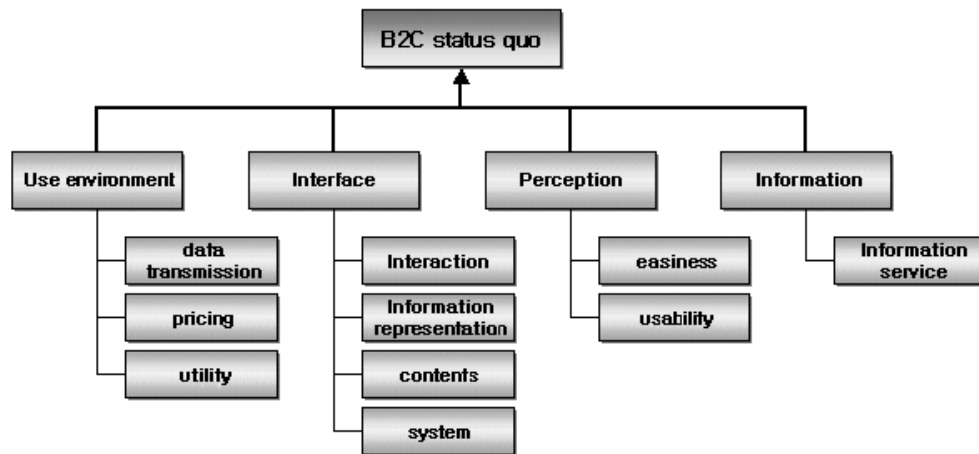 B2C status quo
Use environment
Interface
Perception
Information
data
transmission
pricing
utility
Interaction
Information
representation
contents
system
easiness
usability
Information
service